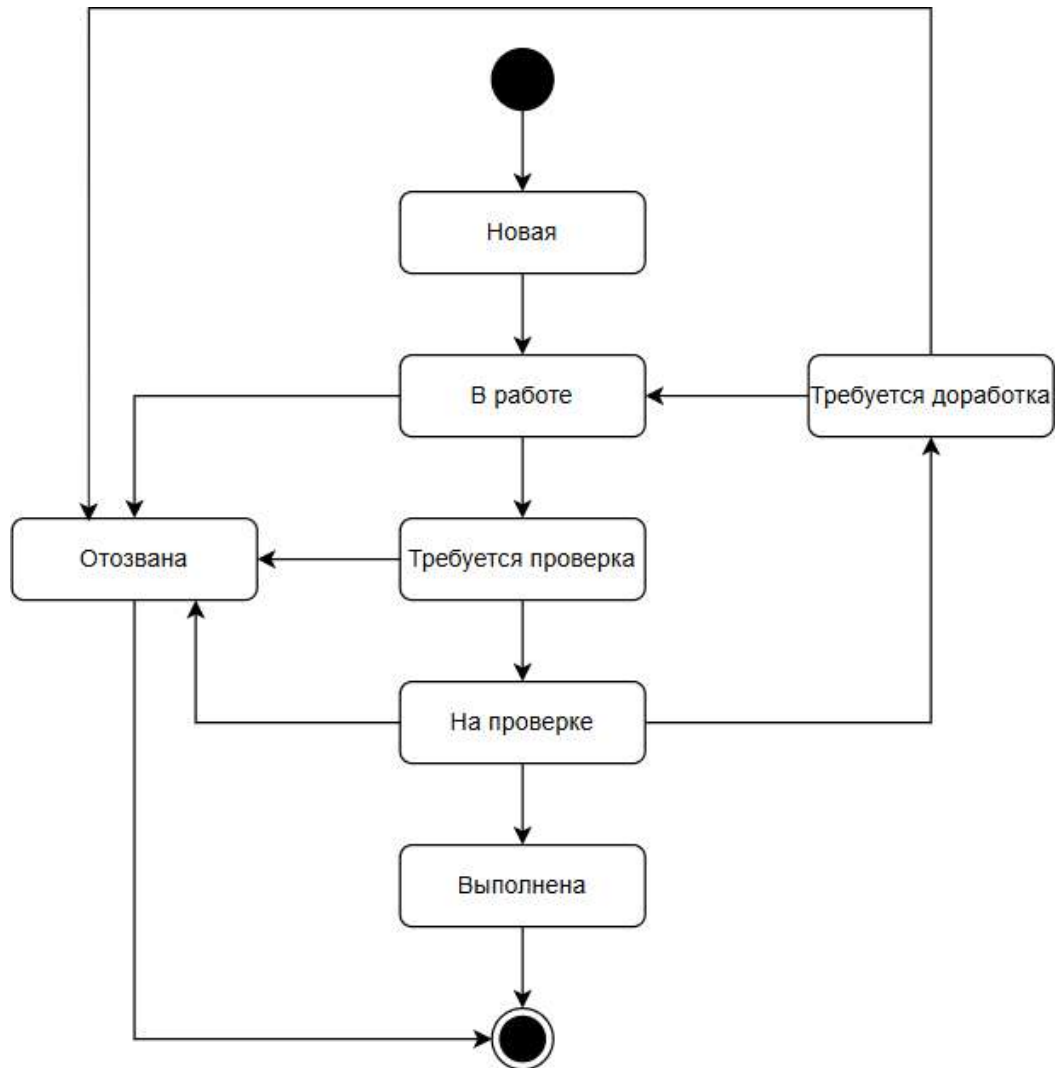 Новая
В работе
Требуется доработка
Отозвана
Требуется проверка
На проверке
Выполнена